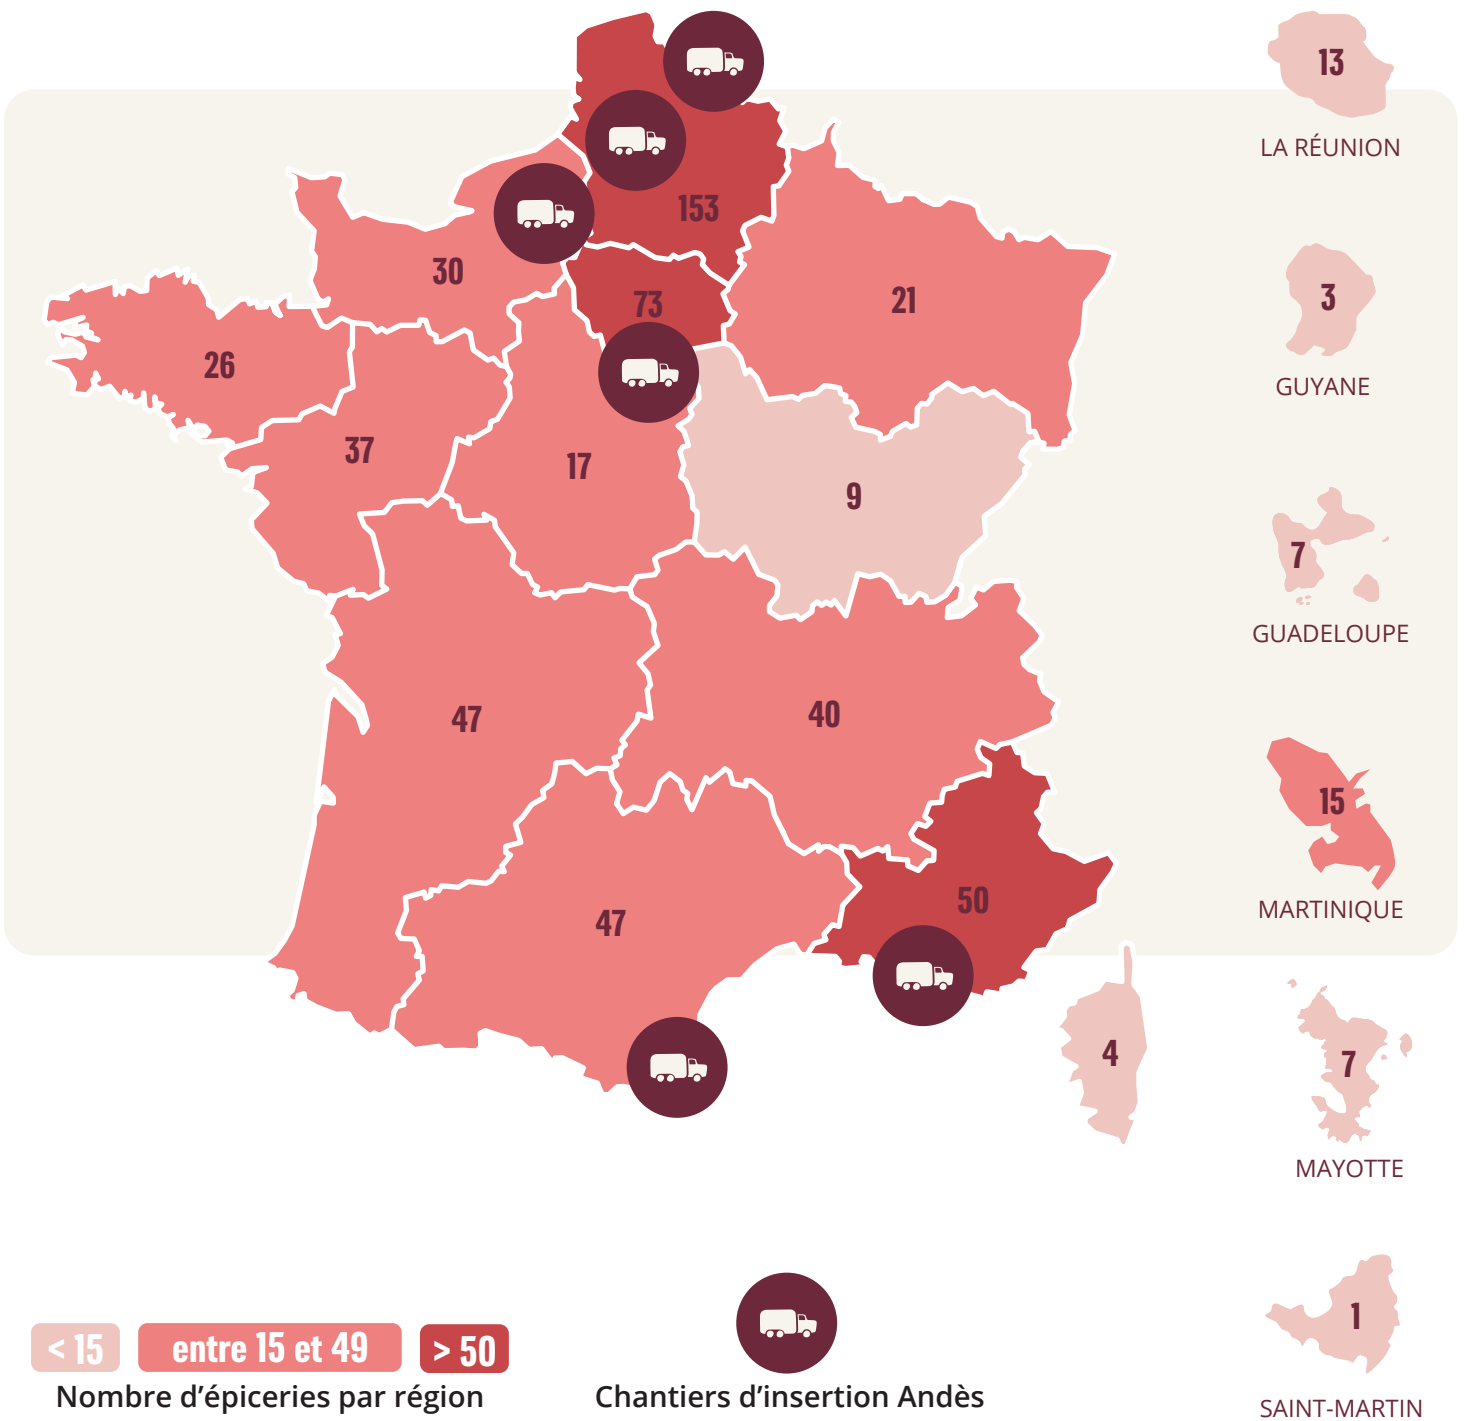 13
LA RÉUNION
153
30
73
21
3
26
GUYANE
37
17
9
7
GUADELOUPE
47
40
15
50
47
MARTINIQUE
4
7
MAYOTTE
1
SAINT-MARTIN
< 15
entre 15 et 49
> 50
Nombre d’épiceries par région
Chantiers d’insertion Andès